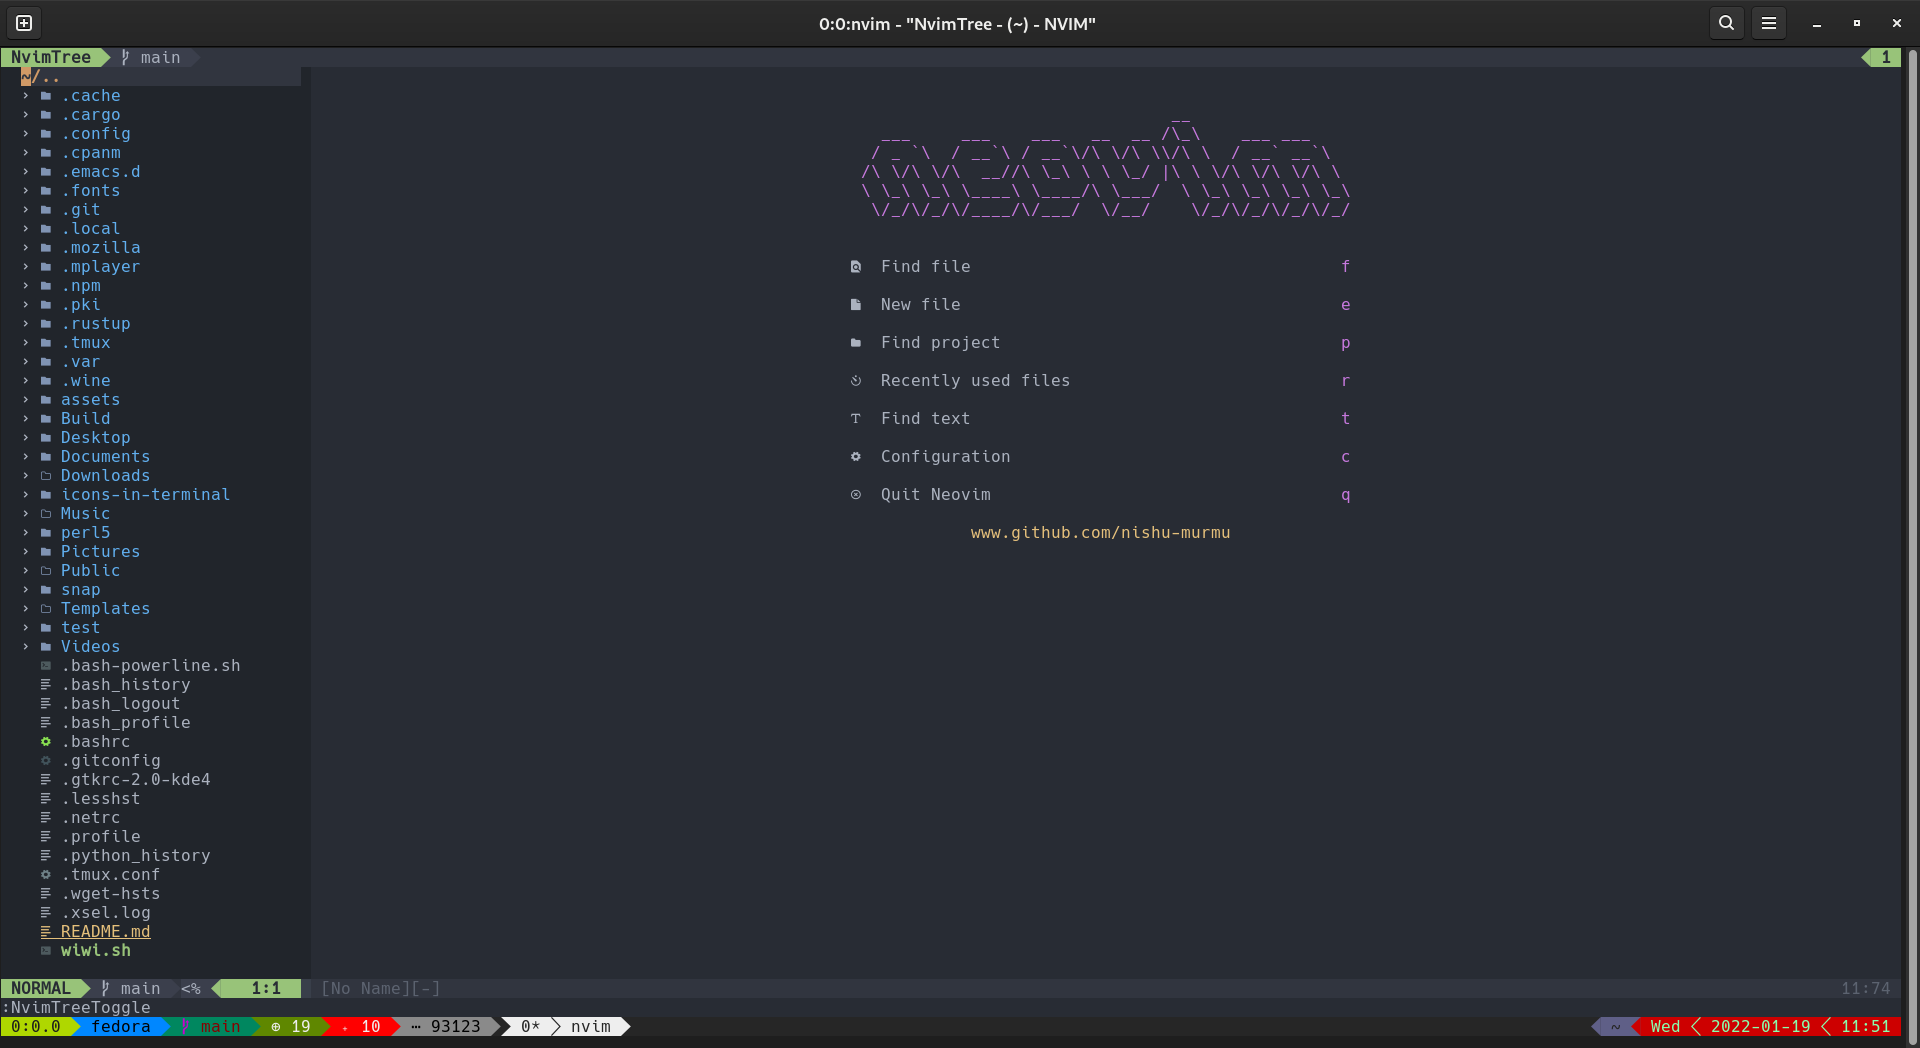 0:0:nvim - "NvimTree - (~) - NVIM"
NvimTree main 1
~/..
.cache
.cargo
.config
.cpanm
.emacs.d
.fonts
.git
.local
.mozilla
.mplayer
.npm
.pki
.rustup
.tmux
.var
.wine
assets
Build
Desktop
Documents
Downloads
icons-in-terminal
Music
perl5
Pictures
Public
snap
Templates
test
Videos
.bash-powerline.sh
.bash_history
.bash_logout
.bash_profile
.bashrc
.gitconfig
.gtkrc-2.0-kde4
.lesshst
.netrc
.profile
.python_history
.tmux.conf
.wget-hsts
.xsel.log
README.md
wiwi.sh
neovim
Find file f
New file e
Find project p
Recently used files r
Find text t
Configuration c
Quit Neovim q
www.github.com/nishu-murmu
NORMAL main <% 1:1 [No Name][-] 11:74
:NvimTreeToggle
0:0.0 fedora main ⊕ 19 10 ⋯ 93123 0* nvim ~ Wed 2022-01-19 11:51